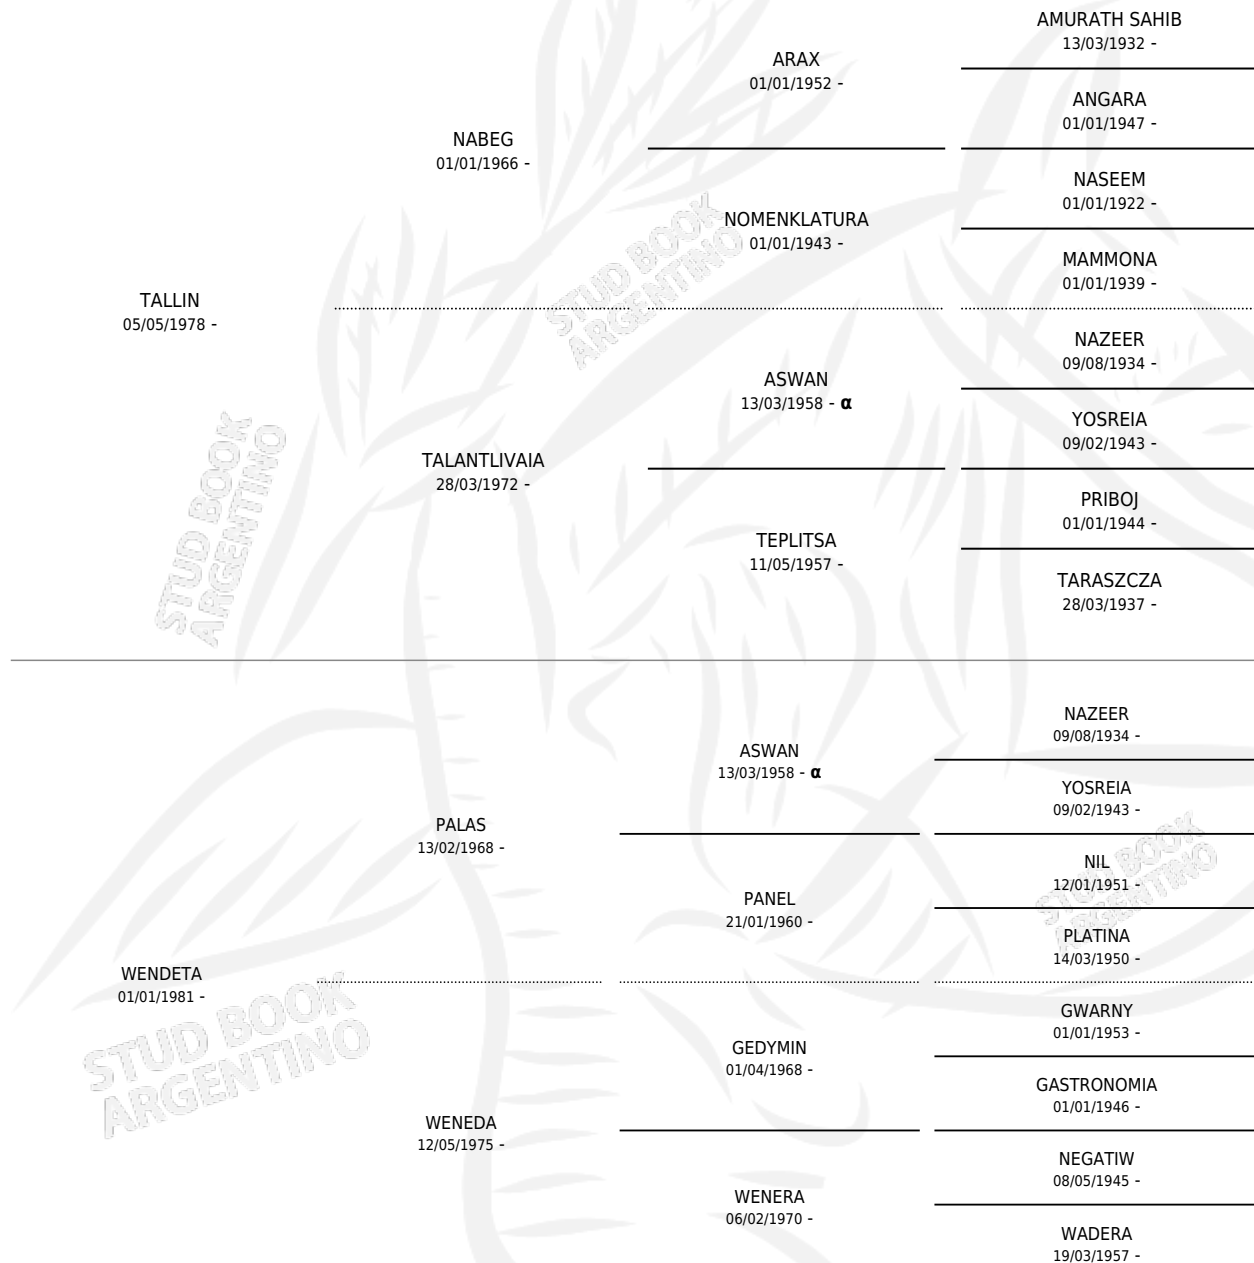 AMURATH SAHIB
13/03/1932 -
ARAX
01/01/1952 -
ANGARA
01/01/1947 -
NABEG
01/01/1966 -
NASEEM
01/01/1922 -
NOMENKLATURA
01/01/1943 -
MAMMONA
01/01/1939 -
TALLIN
05/05/1978 -
NAZEER
09/08/1934 -
ASWAN
13/03/1958 - α
YOSREIA
09/02/1943 -
TALANTLIVAIA
28/03/1972 -
PRIBOJ
01/01/1944 -
TEPLITSA
11/05/1957 -
TARASZCZA
28/03/1937 -
STUD BOOK
ARGENTINO
STUD BOOK
ARGENTINO
NAZEER
09/08/1934 -
ASWAN
13/03/1958 - α
YOSREIA
09/02/1943 -
PALAS
13/02/1968 -
NIL
12/01/1951 -
PANEL
21/01/1960 -
PLATINA
14/03/1950 -
WENDETA
01/01/1981 -
GWARNY
01/01/1953 -
GEDYMIN
01/04/1968 -
GASTRONOMIA
01/01/1946 -
WENEDA
12/05/1975 -
NEGATIW
08/05/1945 -
WENERA
06/02/1970 -
WADERA
19/03/1957 -
STUD BOOK
ARGENTINO
STUD BOOK
ARGENTINO